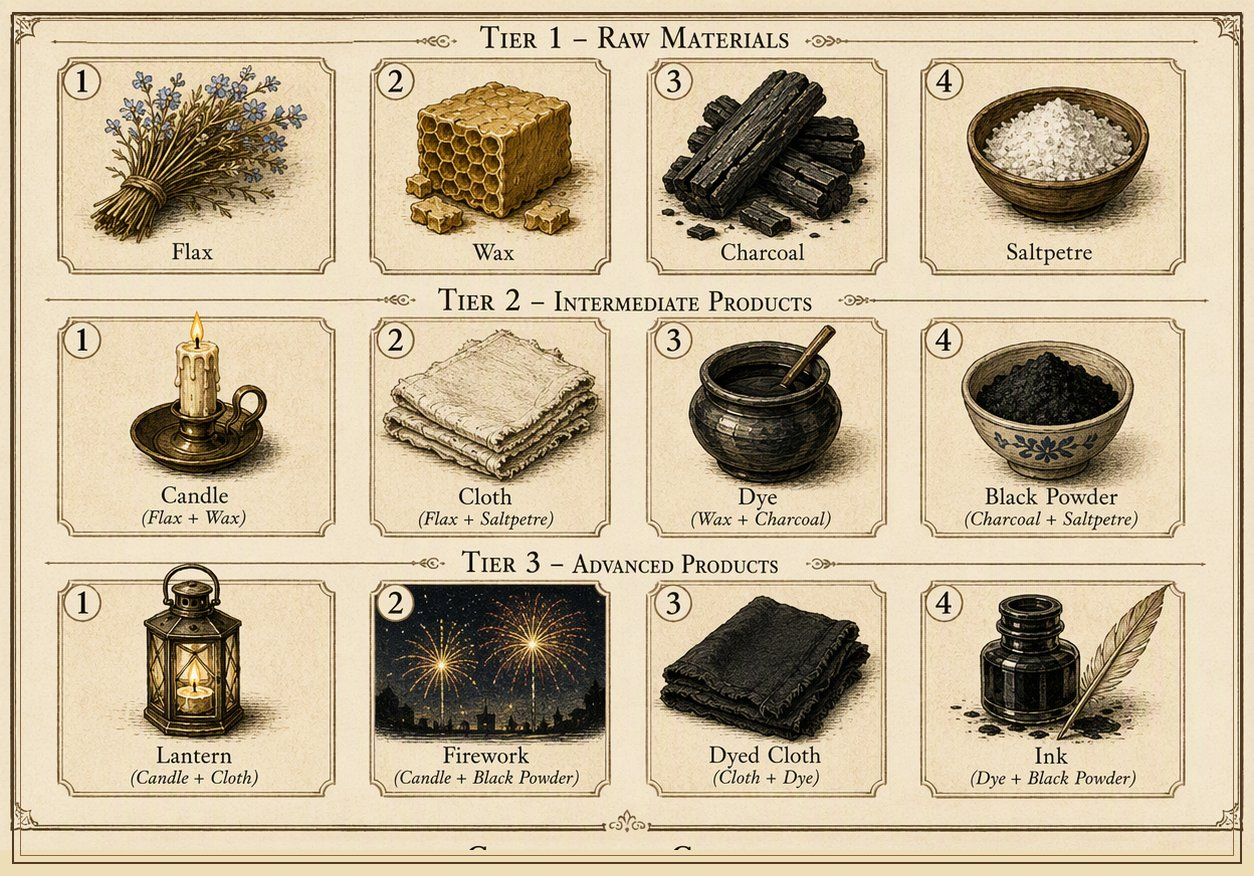 Tier 1 – Raw Materials
1
2
3
4
Flax
Wax
Charcoal
Saltpetre
Tier 2 – Intermediate Products
1
2
3
4
Candle
(Flax + Wax)
Cloth
(Flax + Saltpetre)
Dye
(Wax + Charcoal)
Black Powder
(Charcoal + Saltpetre)
Tier 3 – Advanced Products
1
2
3
4
Lantern
(Candle + Cloth)
Firework
(Candle + Black Powder)
Dyed Cloth
(Cloth + Dye)
Ink
(Dye + Black Powder)